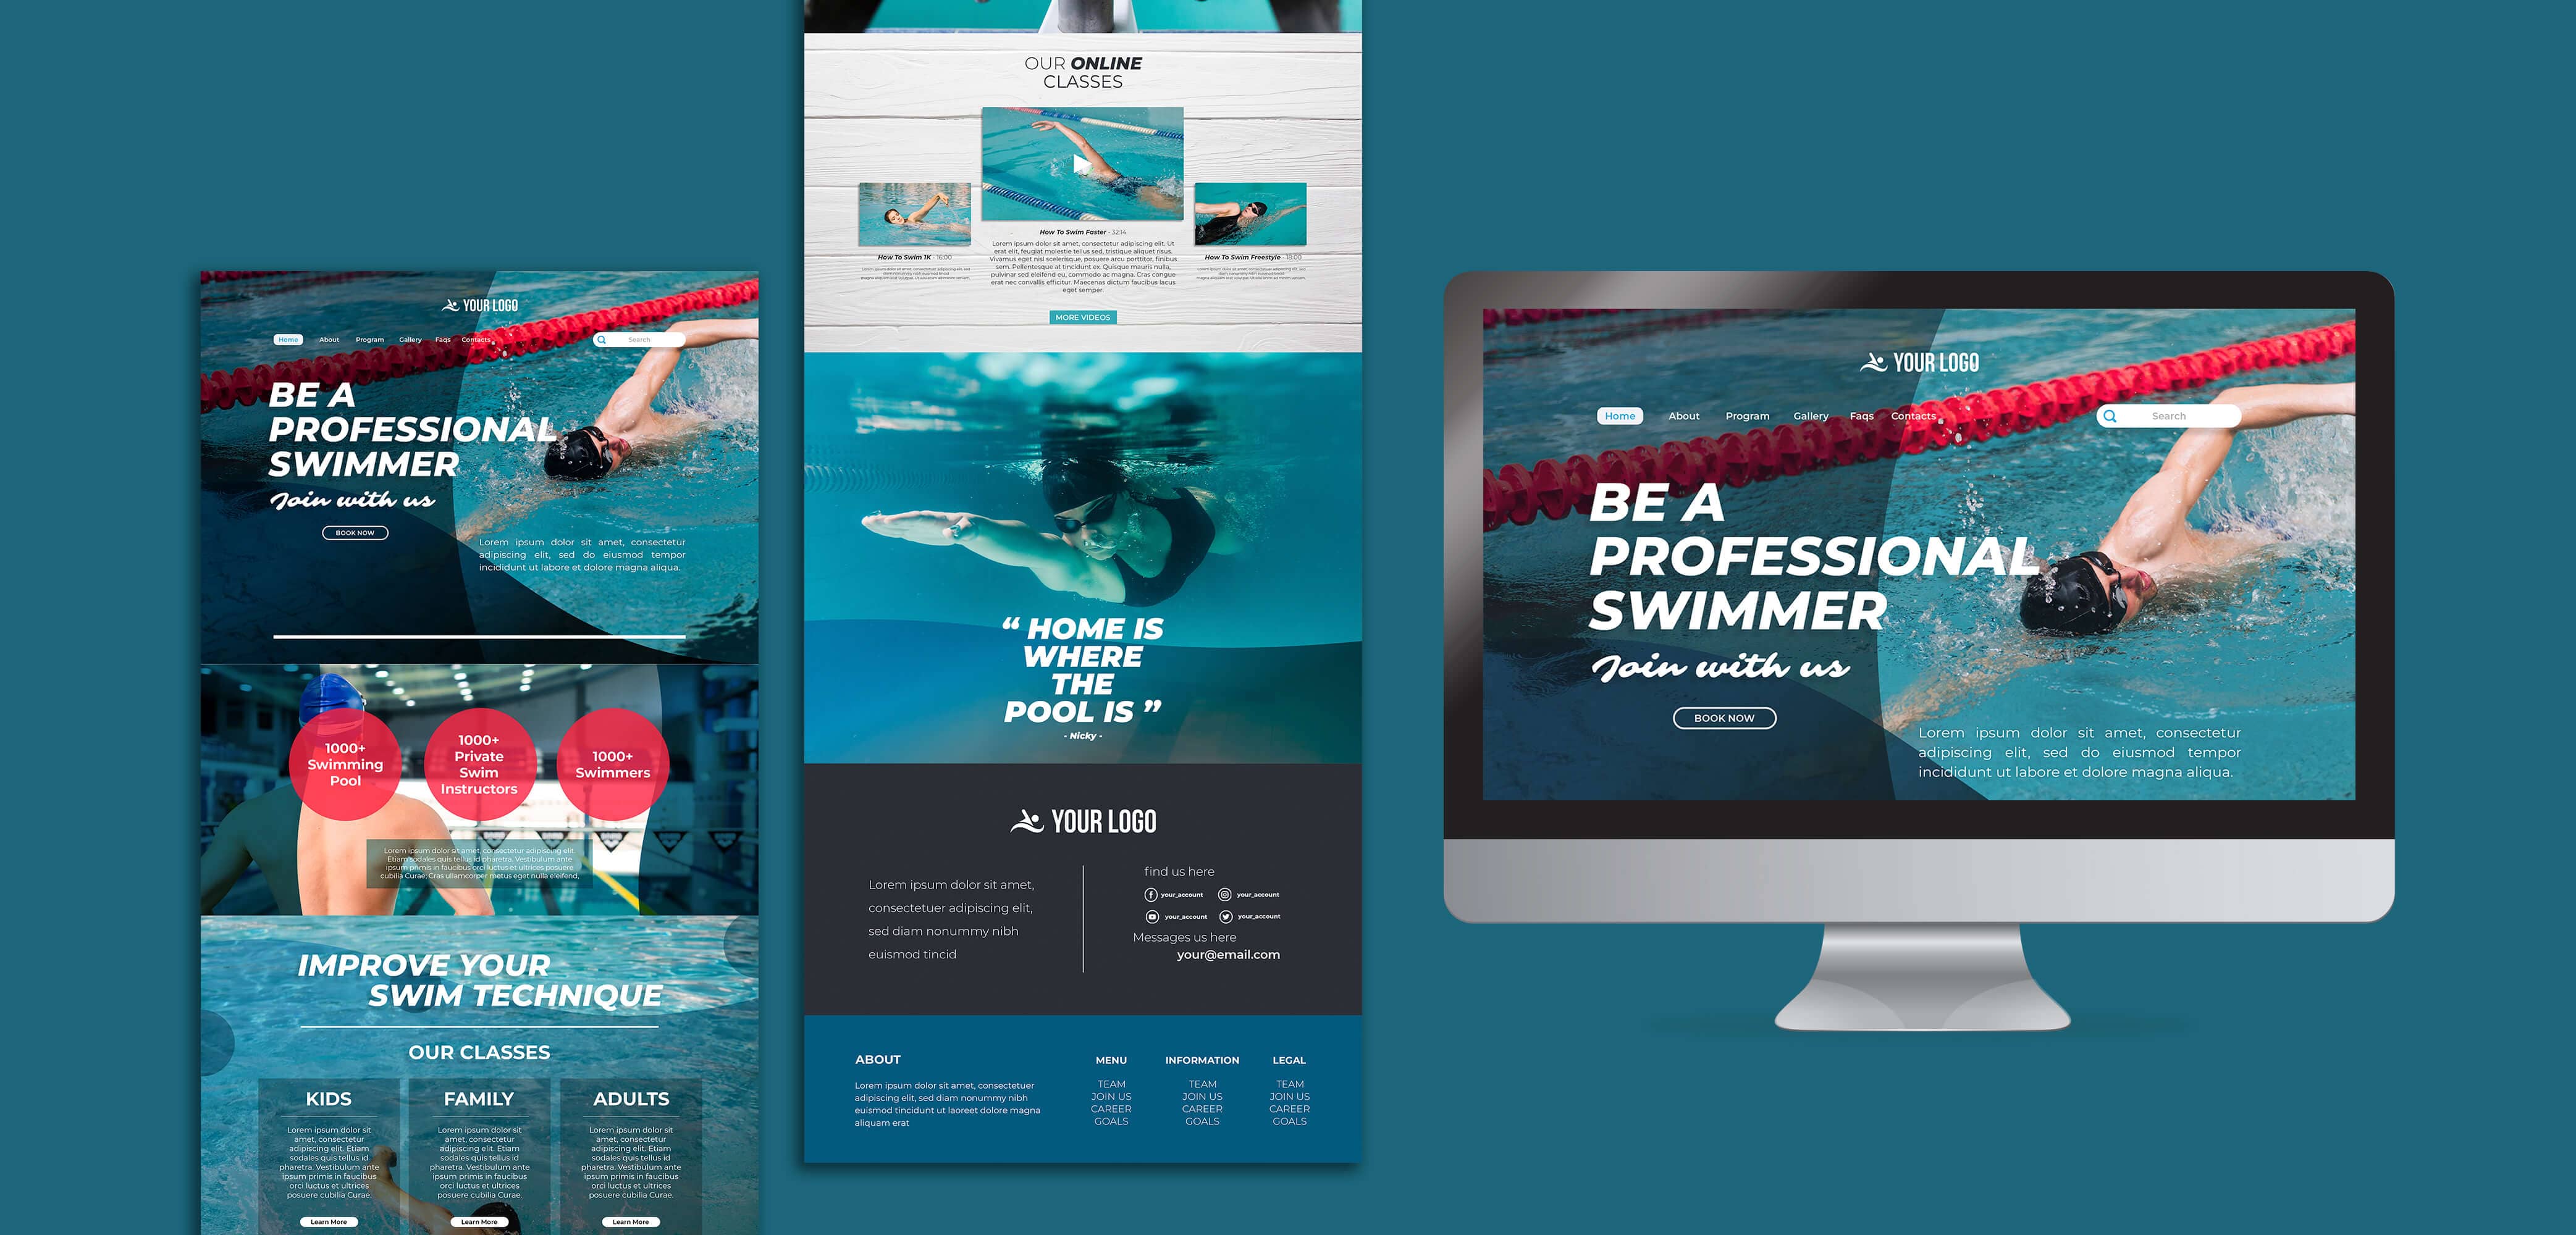 YOUR LOGO
Home About Program Gallery Faqs Contacts Search
BE A
PROFESSIONAL
SWIMMER
Join with us
BOOK NOW
Lorem ipsum dolor sit amet, consectetur
adipiscing elit, sed do eiusmod tempor
incididunt ut labore et dolore magna aliqua.
1000+
Swimming
Pool
1000+
Private
Swim
Instructors
1000+
Swimmers
Lorem ipsum dolor sit amet, consectetur adipiscing elit.
Etiam sodales quis tellus id pharetra. Vestibulum ante
ipsum primis in faucibus orci luctus et ultrices posuere
cubilia Curae; Cras ullamcorper metus eget nulla eleifend,
IMPROVE YOUR
SWIM TECHNIQUE
OUR CLASSES
KIDS
Lorem ipsum dolor sit
amet, consectetur
adipiscing elit. Etiam
sodales quis tellus id
pharetra. Vestibulum ante
ipsum primis in faucibus
orci luctus et ultrices
posuere cubilia Curae.
Learn More
FAMILY
Lorem ipsum dolor sit
amet, consectetur
adipiscing elit. Etiam
sodales quis tellus id
pharetra. Vestibulum ante
ipsum primis in faucibus
orci luctus et ultrices
posuere cubilia Curae.
Learn More
ADULTS
Lorem ipsum dolor sit
amet, consectetur
adipiscing elit. Etiam
sodales quis tellus id
pharetra. Vestibulum ante
ipsum primis in faucibus
orci luctus et ultrices
posuere cubilia Curae.
Learn More
OUR ONLINE
CLASSES
How To Swim 1K - 16:00
How To Swim Faster - 32:14
Lorem ipsum dolor sit amet, consectetur adipiscing elit. Ut
erat elit, feugiat molestie tellus sed, tristique aliquet risus.
Vivamus eget nisl scelerisque, posuere arcu porttitor, finibus
sem. Pellentesque at tincidunt ex. Quisque mauris nulla,
pulvinar sed eleifend eu, commodo ac magna. Cras congue
erat nec convallis efficitur. Maecenas dictum faucibus lacus
eget semper.
How To Swim Freestyle - 18:00
MORE VIDEOS
“ HOME IS
WHERE
THE
POOL IS ”
- Nicky -
YOUR LOGO
Lorem ipsum dolor sit amet,
consectetuer adipiscing elit,
sed diam nonummy nibh
euismod tincid
find us here
your_account your_account
your_account your_account
Messages us here
your@email.com
ABOUT
Lorem ipsum dolor sit amet, consectetuer
adipiscing elit, sed diam nonummy nibh
euismod tincidunt ut laoreet dolore magna
aliquam erat
MENU
TEAM
JOIN US
CAREER
GOALS
INFORMATION
TEAM
JOIN US
CAREER
GOALS
LEGAL
TEAM
JOIN US
CAREER
GOALS
YOUR LOGO
Home About Program Gallery Faqs Contacts Search
BE A
PROFESSIONAL
SWIMMER
Join with us
BOOK NOW
Lorem ipsum dolor sit amet, consectetur
adipiscing elit, sed do eiusmod tempor
incididunt ut labore et dolore magna aliqua.